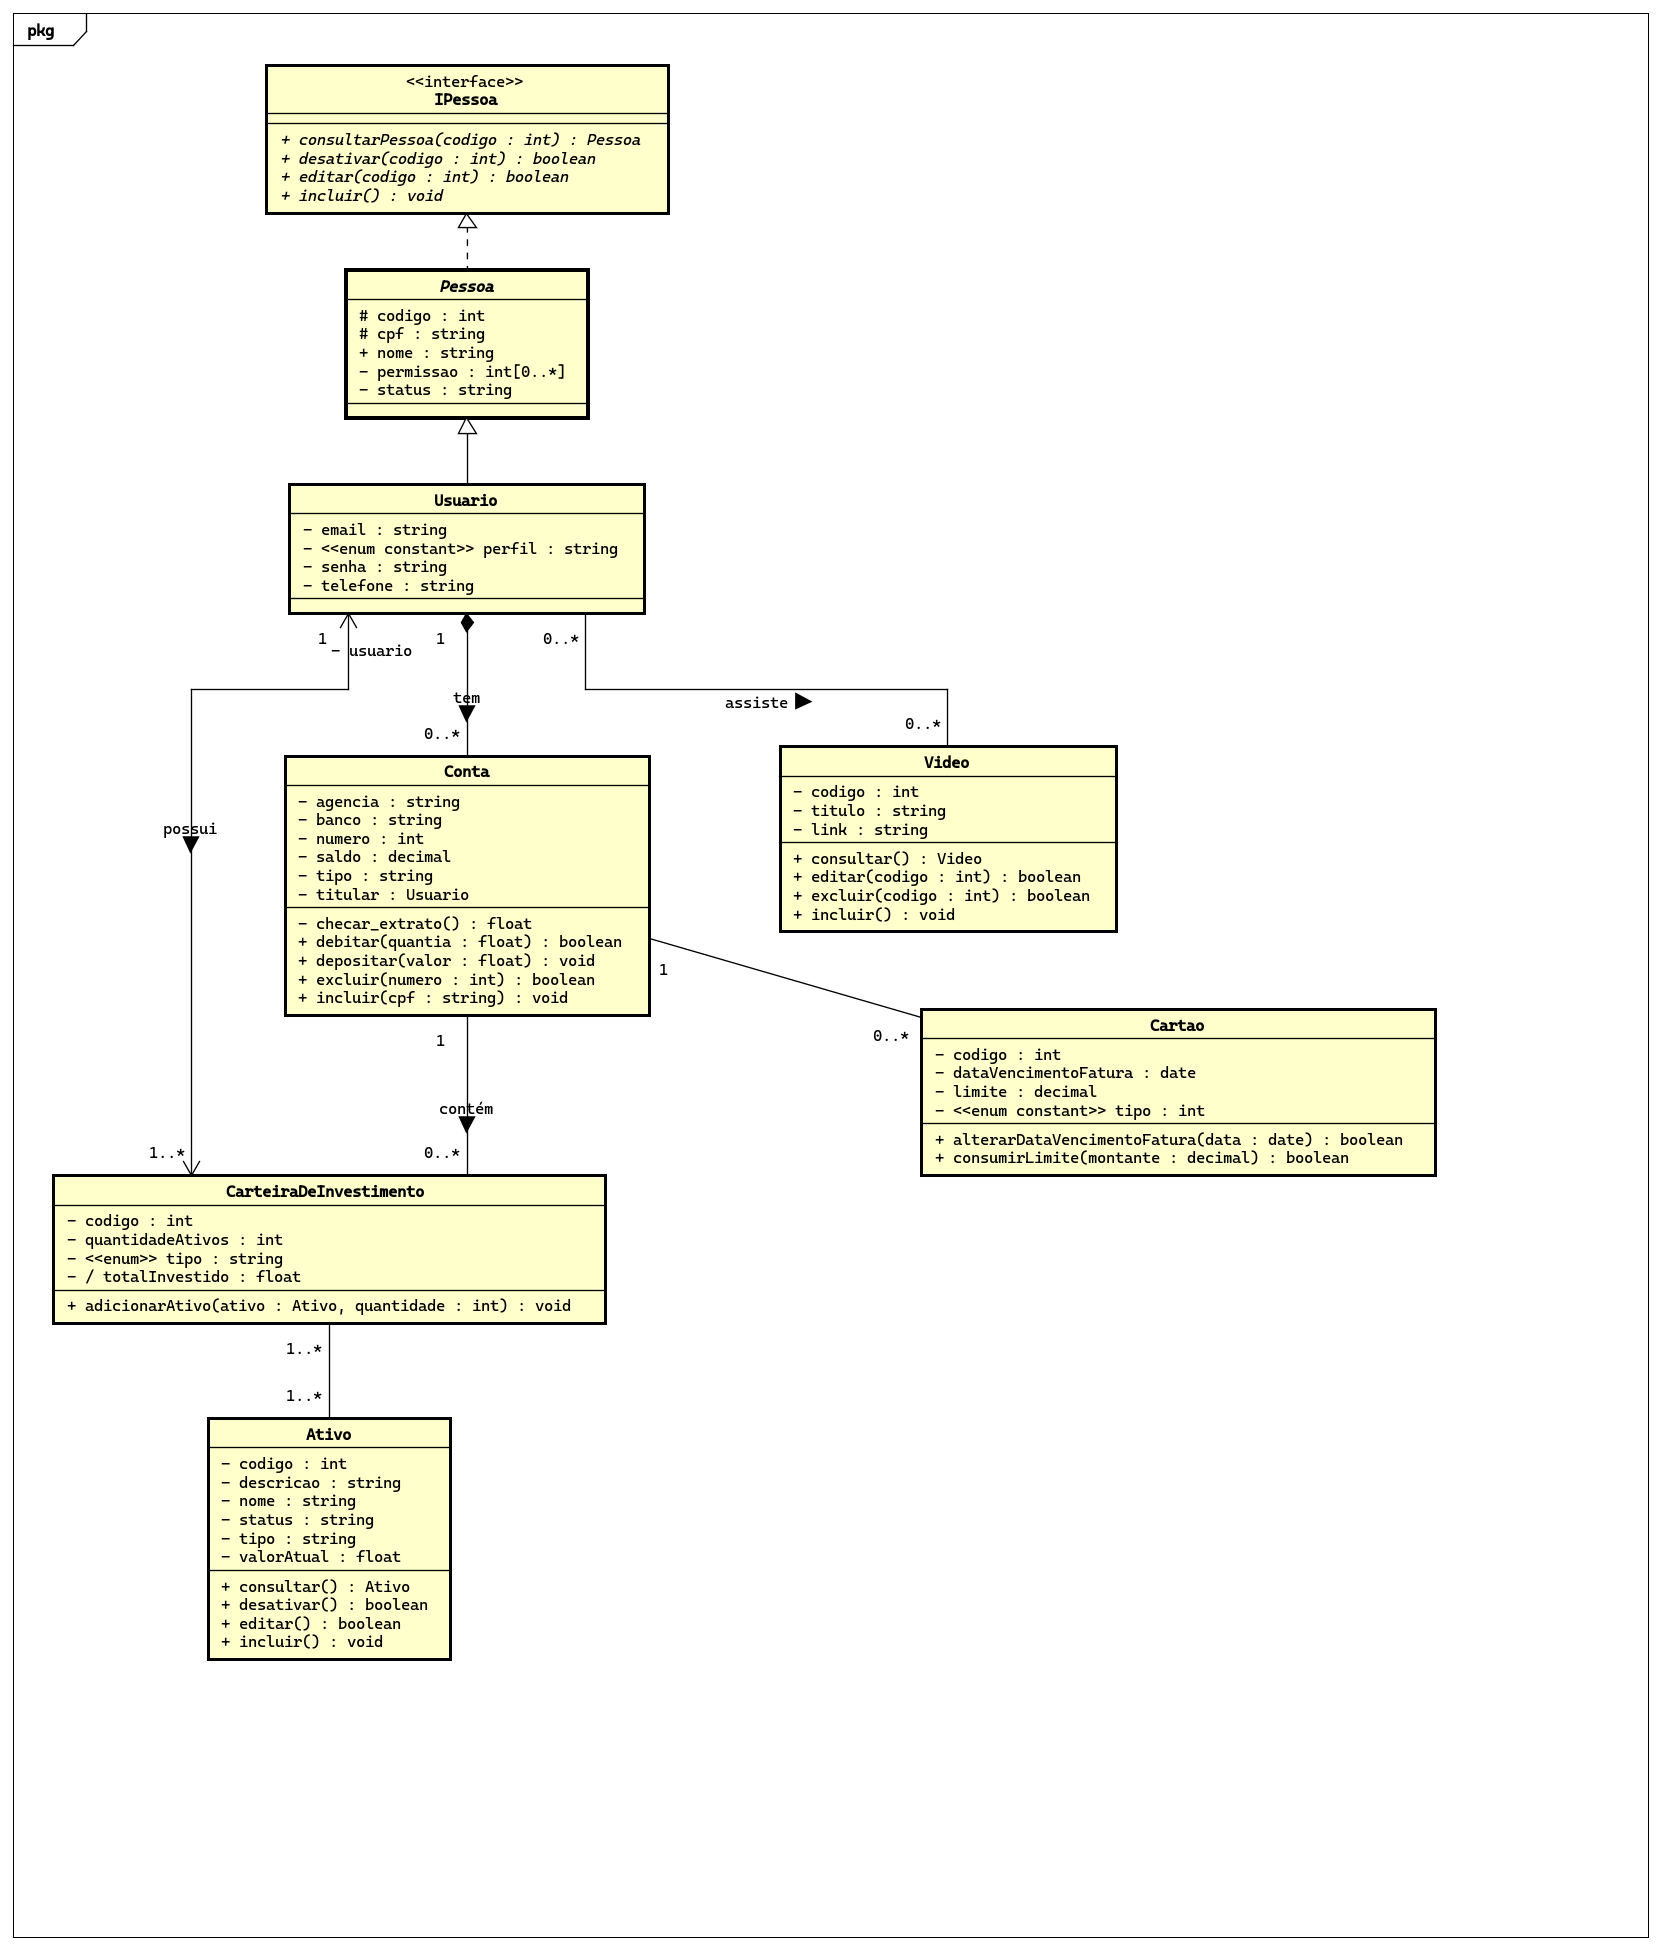 pkg
<<interface>>
IPessoa
+ consultarPessoa(codigo : int) : Pessoa
+ desativar(codigo : int) : boolean
+ editar(codigo : int) : boolean
+ incluir() : void
Pessoa
# codigo : int
# cpf : string
+ nome : string
- permissao : int[0..*]
- status : string
Usuario
- email : string
- <<enum constant>> perfil : string
- senha : string
- telefone : string
1
- usuario
1
0..*
tem
assiste
0..*
0..*
possui
Conta
- agencia : string
- banco : string
- numero : int
- saldo : decimal
- tipo : string
- titular : Usuario
- checar_extrato() : float
+ debitar(quantia : float) : boolean
+ depositar(valor : float) : void
+ excluir(numero : int) : boolean
+ incluir(cpf : string) : void
Video
- codigo : int
- titulo : string
- link : string
+ consultar() : Video
+ editar(codigo : int) : boolean
+ excluir(codigo : int) : boolean
+ incluir() : void
1
0..*
Cartao
- codigo : int
- dataVencimentoFatura : date
- limite : decimal
- <<enum constant>> tipo : int
+ alterarDataVencimentoFatura(data : date) : boolean
+ consumirLimite(montante : decimal) : boolean
1
contém
1..*
0..*
CarteiraDeInvestimento
- codigo : int
- quantidadeAtivos : int
- <<enum>> tipo : string
- / totalInvestido : float
+ adicionarAtivo(ativo : Ativo, quantidade : int) : void
1..*
1..*
Ativo
- codigo : int
- descricao : string
- nome : string
- status : string
- tipo : string
- valorAtual : float
+ consultar() : Ativo
+ desativar() : boolean
+ editar() : boolean
+ incluir() : void